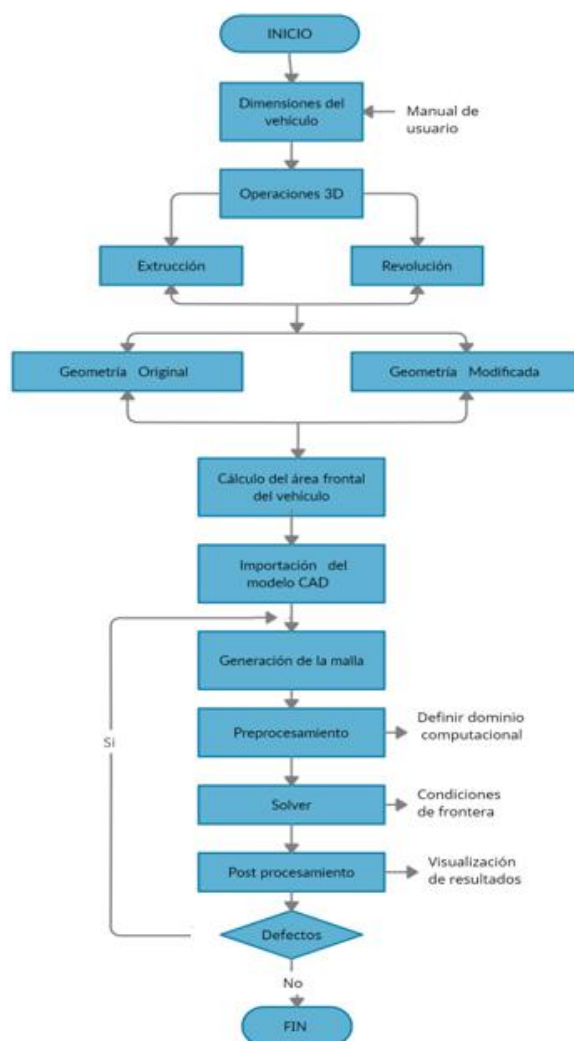 INICIO
Dimensiones del
vehículo
Manual de
usuario
Operaciones 3D
Extrucción
Revolución
Geometría Original
Geometría Modificada
Cálculo del área frontal
del vehículo
Importación del
modelo CAD
Generación de la malla
Preprocesamiento
Definir dominio
computacional
Si
Solver
Condiciones
de frontera
Post procesamiento
Visualización
de resultados
Defectos
No
FIN